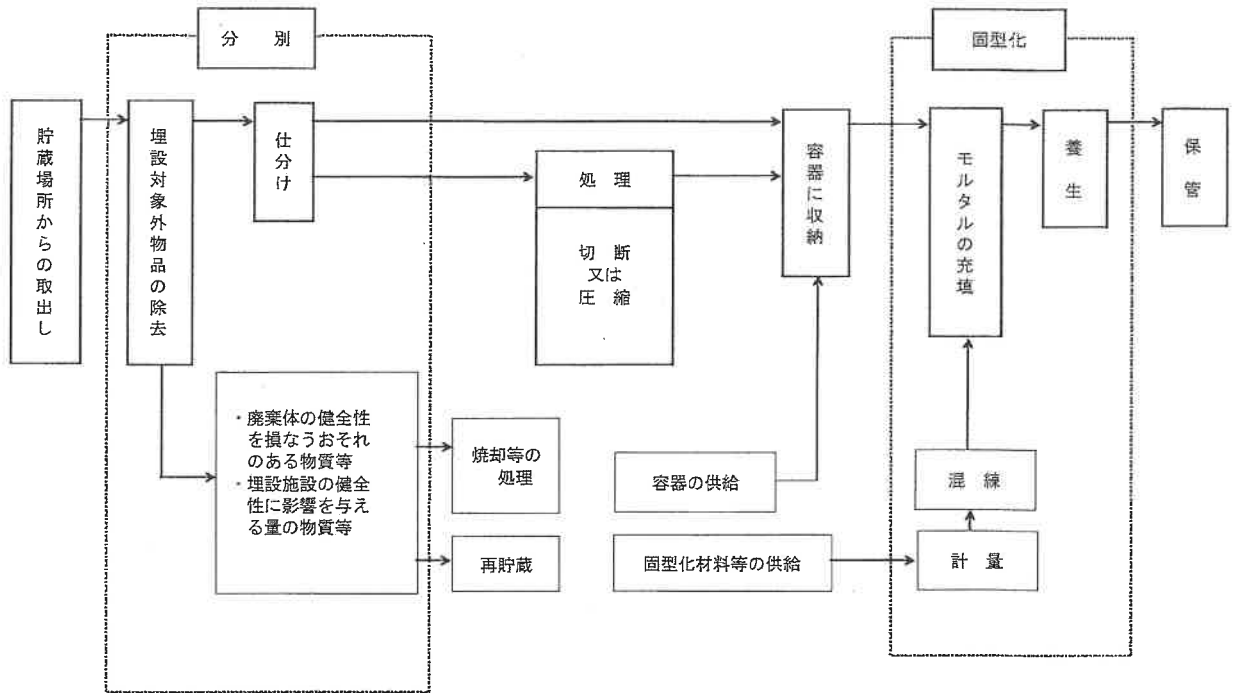 分　別
固型化
貯蔵場所からの取出し
埋設対象外物品の除去
仕分け
処　理
切　断
又は
圧　縮
容器に収納
モルタルの充填
養生
保管
・廃棄体の健全性
を損なうおそれ
のある物質等
・埋設施設の健全
性に影響を与え
る量の物質等
焼却等の
処理
再貯蔵
容器の供給
固型化材料等の供給
混　練
計　量